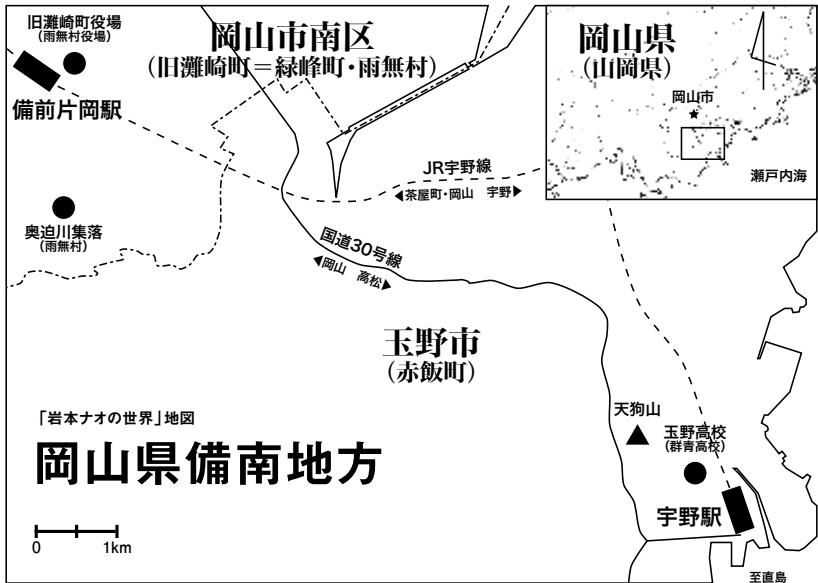 旧灘崎町役場
(雨無村役場)
備前片岡駅
岡山市南区
(旧灘崎町=緑峰町・雨無村)
岡山県
(山岡県)
岡山市
瀬戸内海
JR宇野線
◀茶屋町・岡山 宇野▶
奥迫川集落
(雨無村)
国道30号線
◀岡山 高松▶
玉野市
(赤飯町)
天狗山
玉野高校
(群青高校)
宇野駅
至直島
「岩本ナオの世界」地図
岡山県備南地方
0 1km